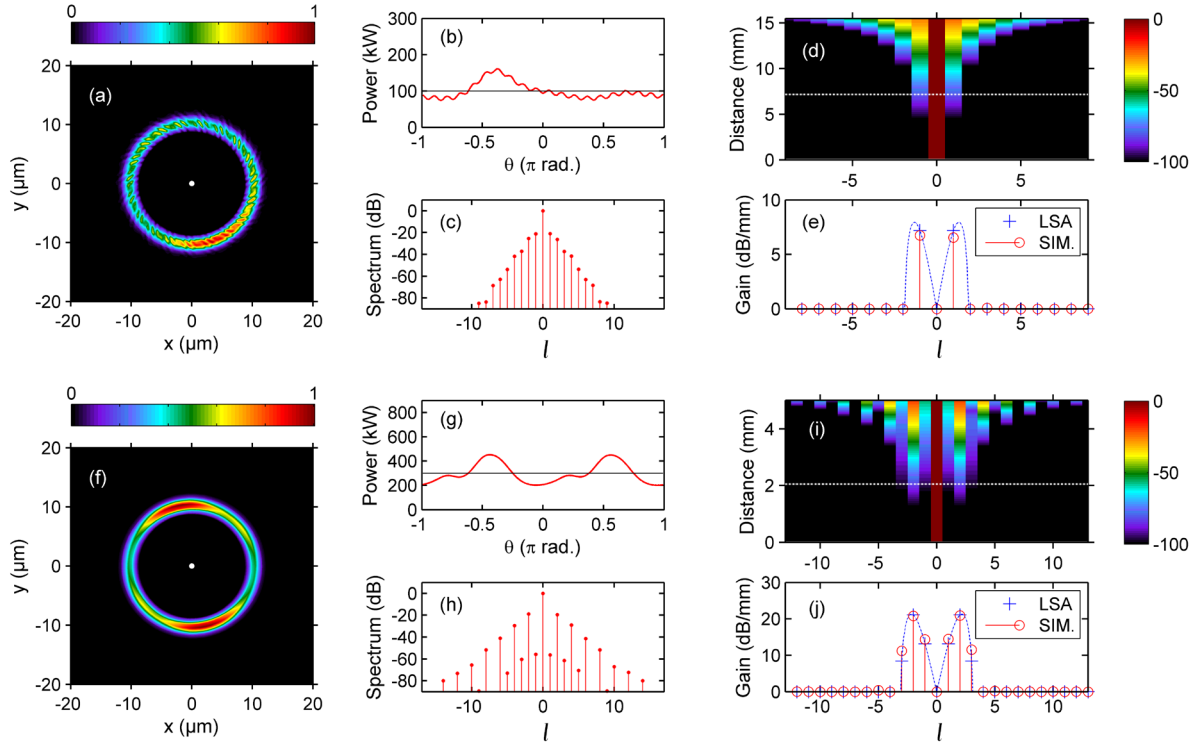 0 1
(a)
20
10
0
-10
-20
y (µm)
-20 -10 0 10 20
x (µm)
(b)
300
200
100
0
Power (kW)
-1 -0.5 0 0.5 1
θ (π rad.)
(c)
0
-20
-40
-60
-80
Spectrum (dB)
-10 0 10
l
(d)
15
10
5
0
Distance (mm)
-5 0 5
0
-50
-100
(e)
10
5
0
Gain (dB/mm)
LSA
SIM.
-5 0 5
l
0 1
(f)
20
10
0
-10
-20
y (µm)
-20 -10 0 10 20
x (µm)
(g)
800
600
400
200
0
Power (kW)
-1 -0.5 0 0.5 1
θ (π rad.)
(h)
0
-20
-40
-60
-80
Spectrum (dB)
-10 0 10
l
(i)
4
2
0
Distance (mm)
-10 -5 0 5 10
0
-50
-100
(j)
30
20
10
0
Gain (dB/mm)
LSA
SIM.
-10 -5 0 5 10
l